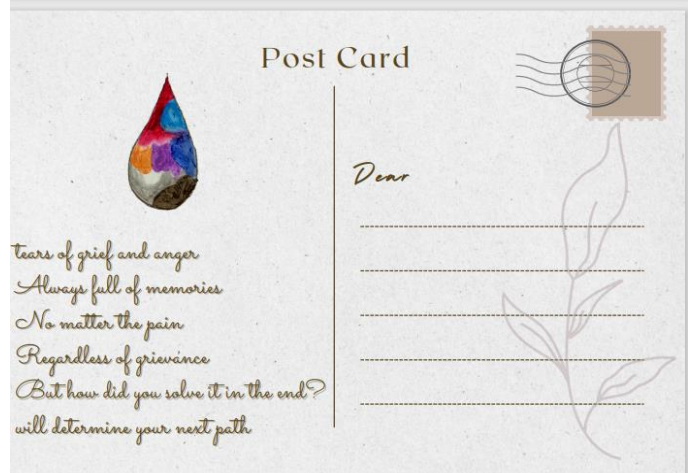 Post Card
Tears of grief and anger
Always full of memories
No matter the pain
Regardless of grievance
But how did you solve it in the end?
will determine your next path
Dear